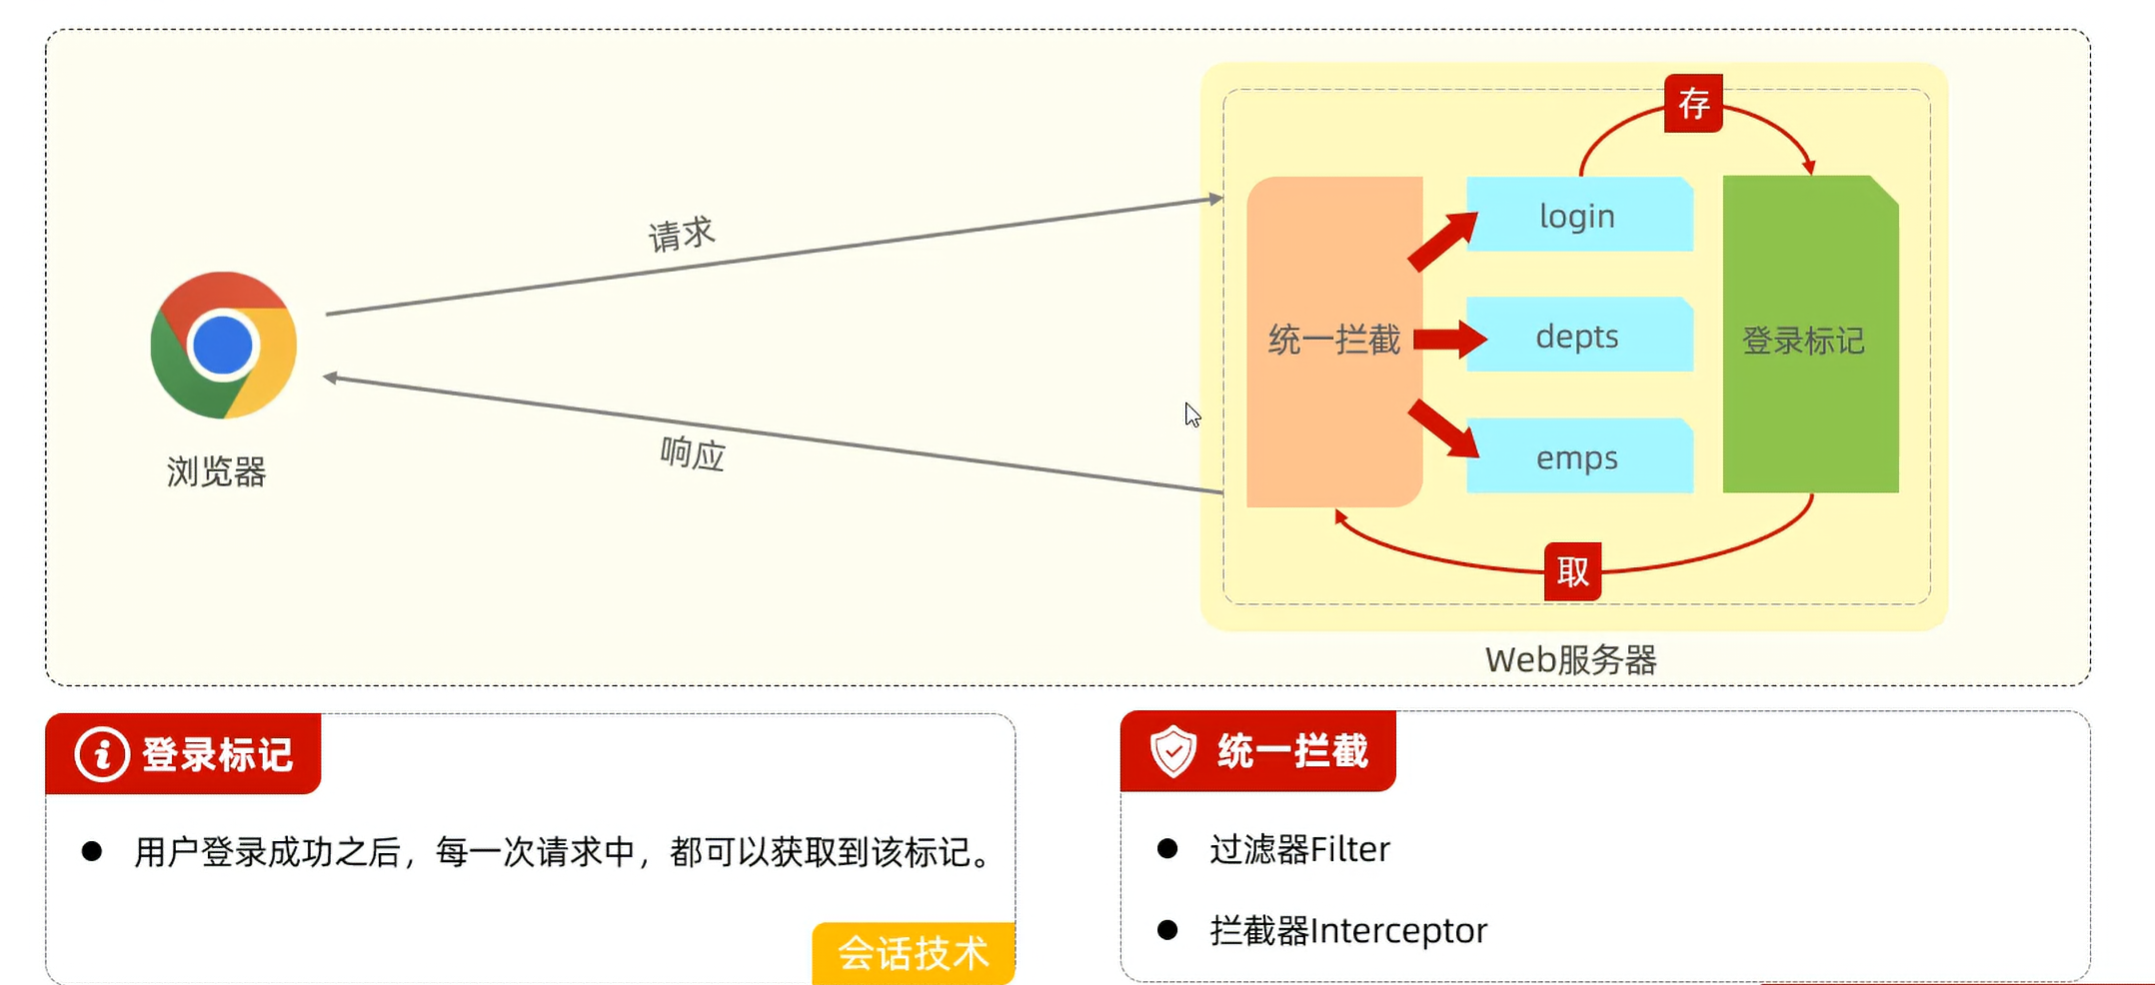 存
请求
login
统一拦截
depts
登录标记
响应
emps
浏览器
取
Web服务器
登录标记
用户登录成功之后，每一次请求中，都可以获取到该标记。
会话技术
统一拦截
过滤器Filter
拦截器Interceptor